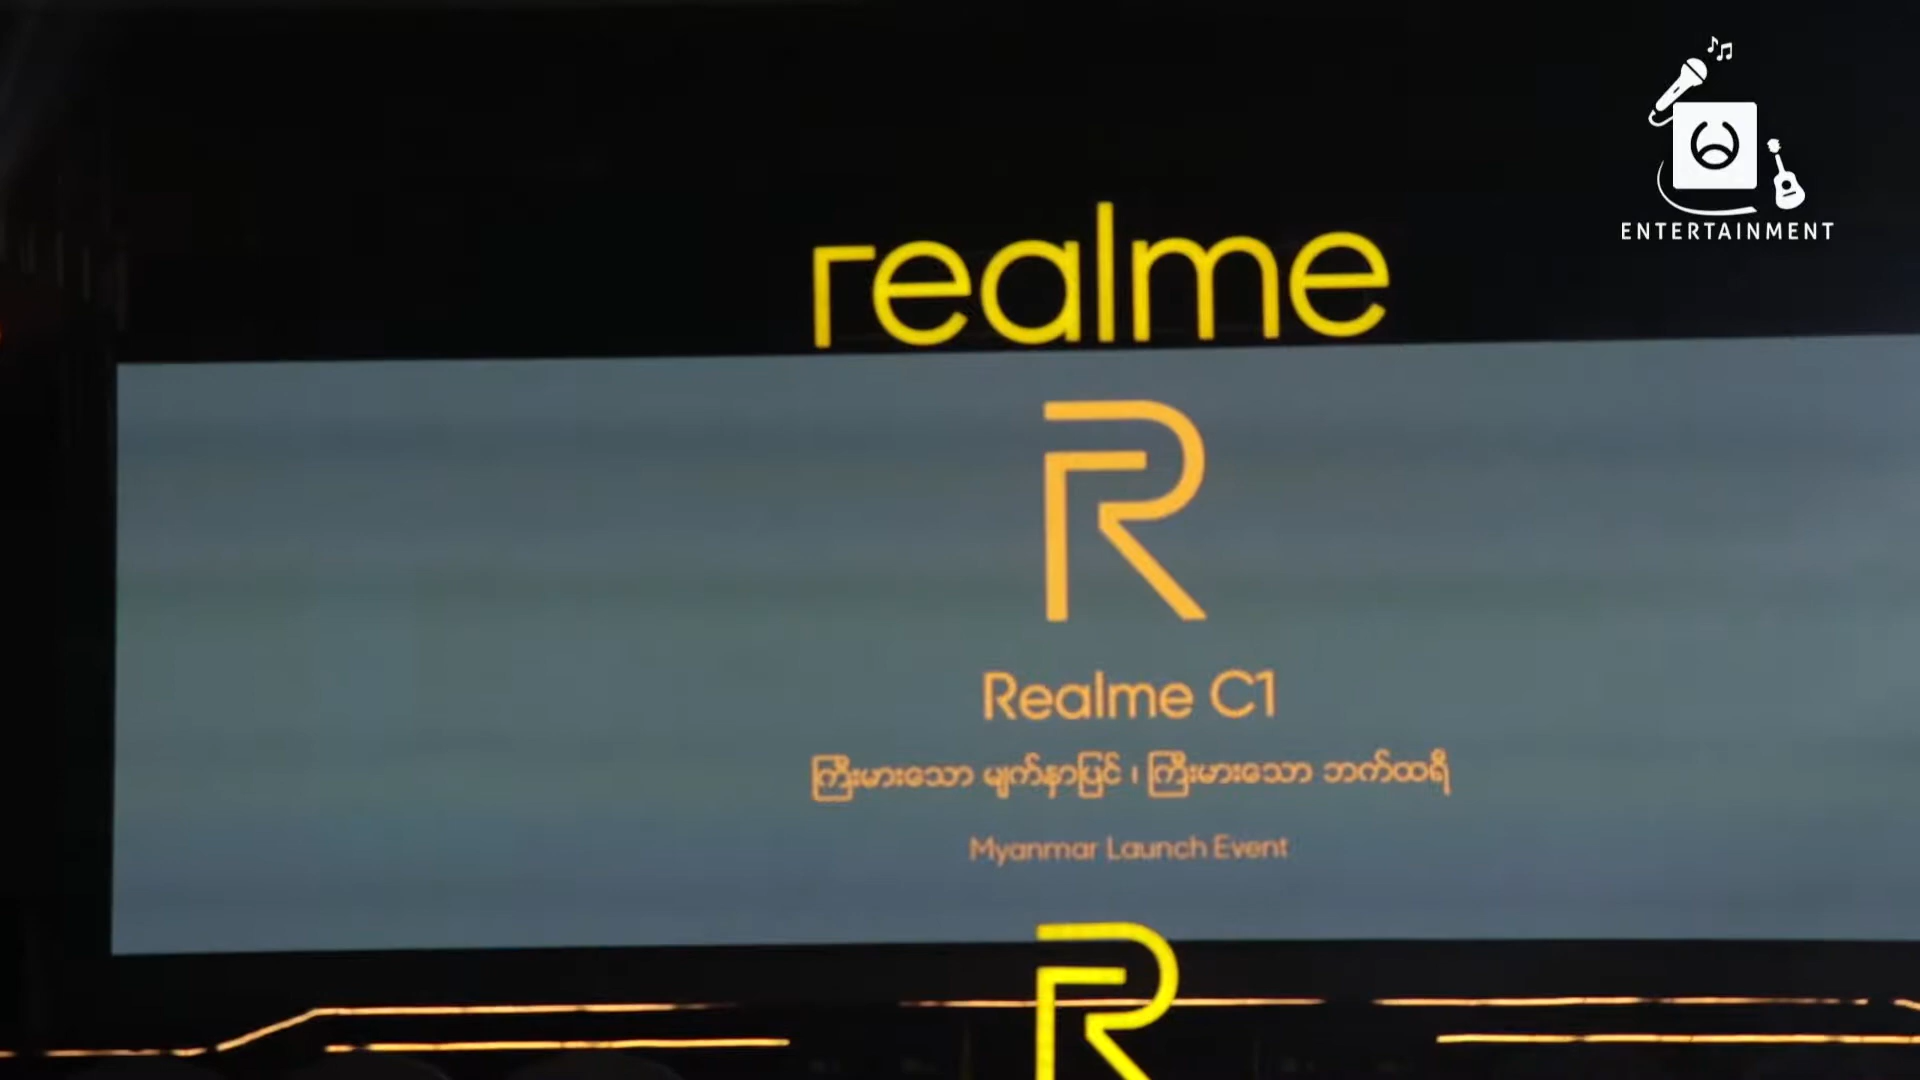 ENTERTAINMENT
realme
R
Realme C1
ကြီးမားသော မျက်နှာပြင် ၊ ကြီးမားသော ဘက်ထရီ
Myanmar Launch Event
R